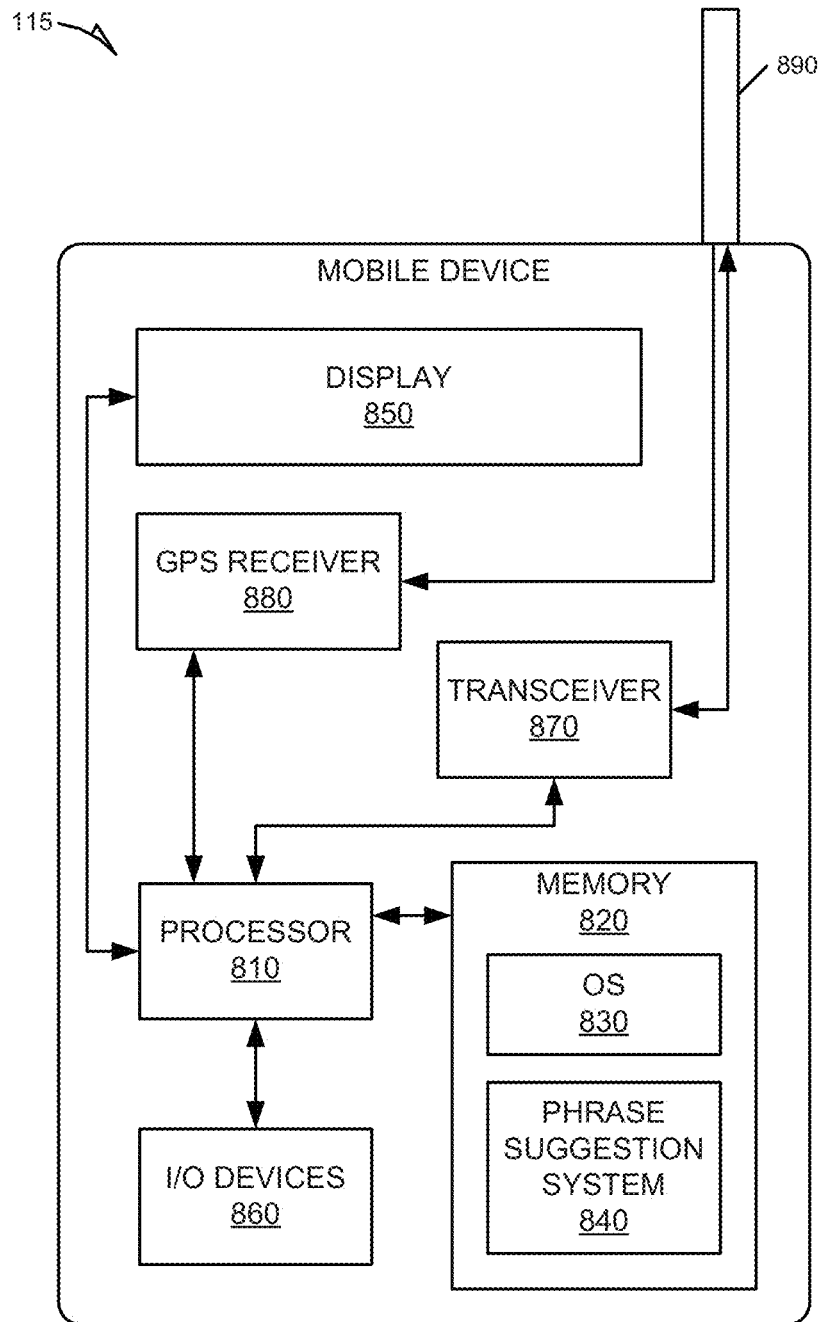 115
890
MOBILE DEVICE
DISPLAY
850
GPS RECEIVER
880
TRANSCEIVER
870
PROCESSOR
810
MEMORY
820
OS
830
PHRASE
SUGGESTION
SYSTEM
840
I/O DEVICES
860